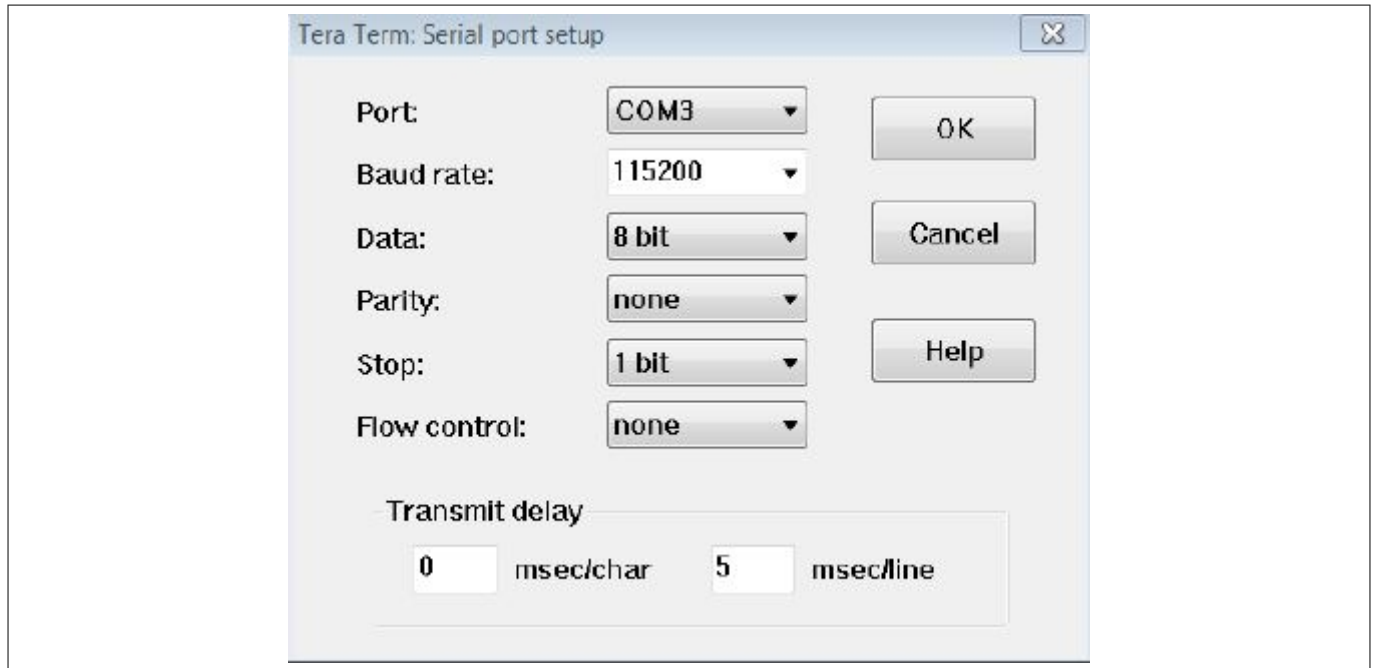 Tera Term: Serial port setup
Port: COM3
OK
Baud rate: 115200
Data: 8 bit
Cancel
Parity: none
Stop: 1 bit
Help
Flow control: none
Transmit delay
0 msec/char 5 msec/line